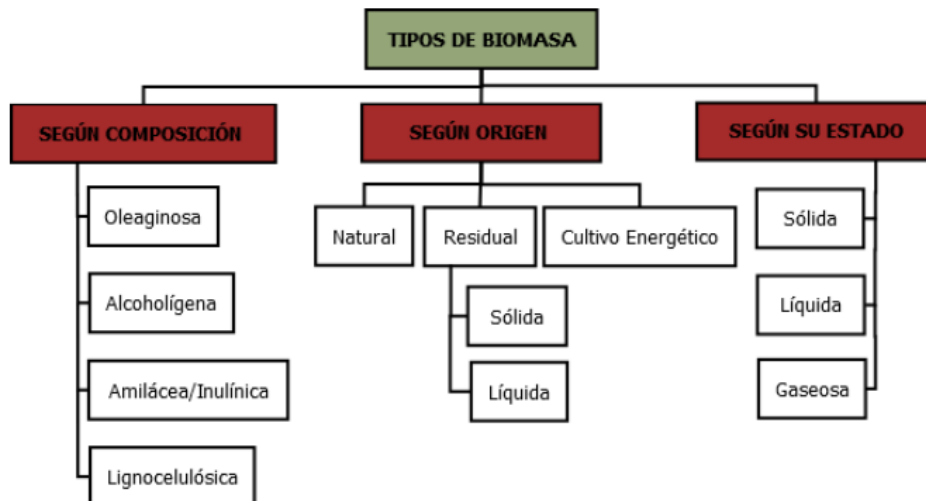 TIPOS DE BIOMASA
SEGÚN COMPOSICIÓN
SEGÚN ORIGEN
SEGÚN SU ESTADO
Oleaginosa
Alcoholígena
Amilácea/Inulínica
Lignocelulósica
Natural
Residual
Cultivo Energético
Sólida
Líquida
Sólida
Líquida
Gaseosa